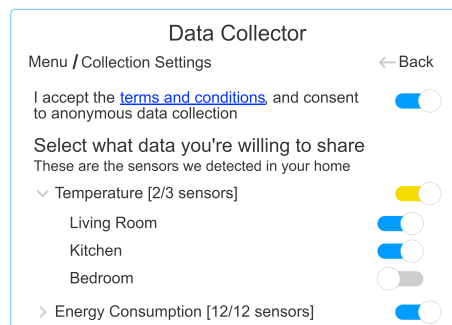 Data Collector
Menu / Collection Settings
Back
I accept the terms and conditions, and consent
to anonymous data collection
Select what data you're willing to share
These are the sensors we detected in your home
Temperature [2/3 sensors]
Living Room
Kitchen
Bedroom
Energy Consumption [12/12 sensors]